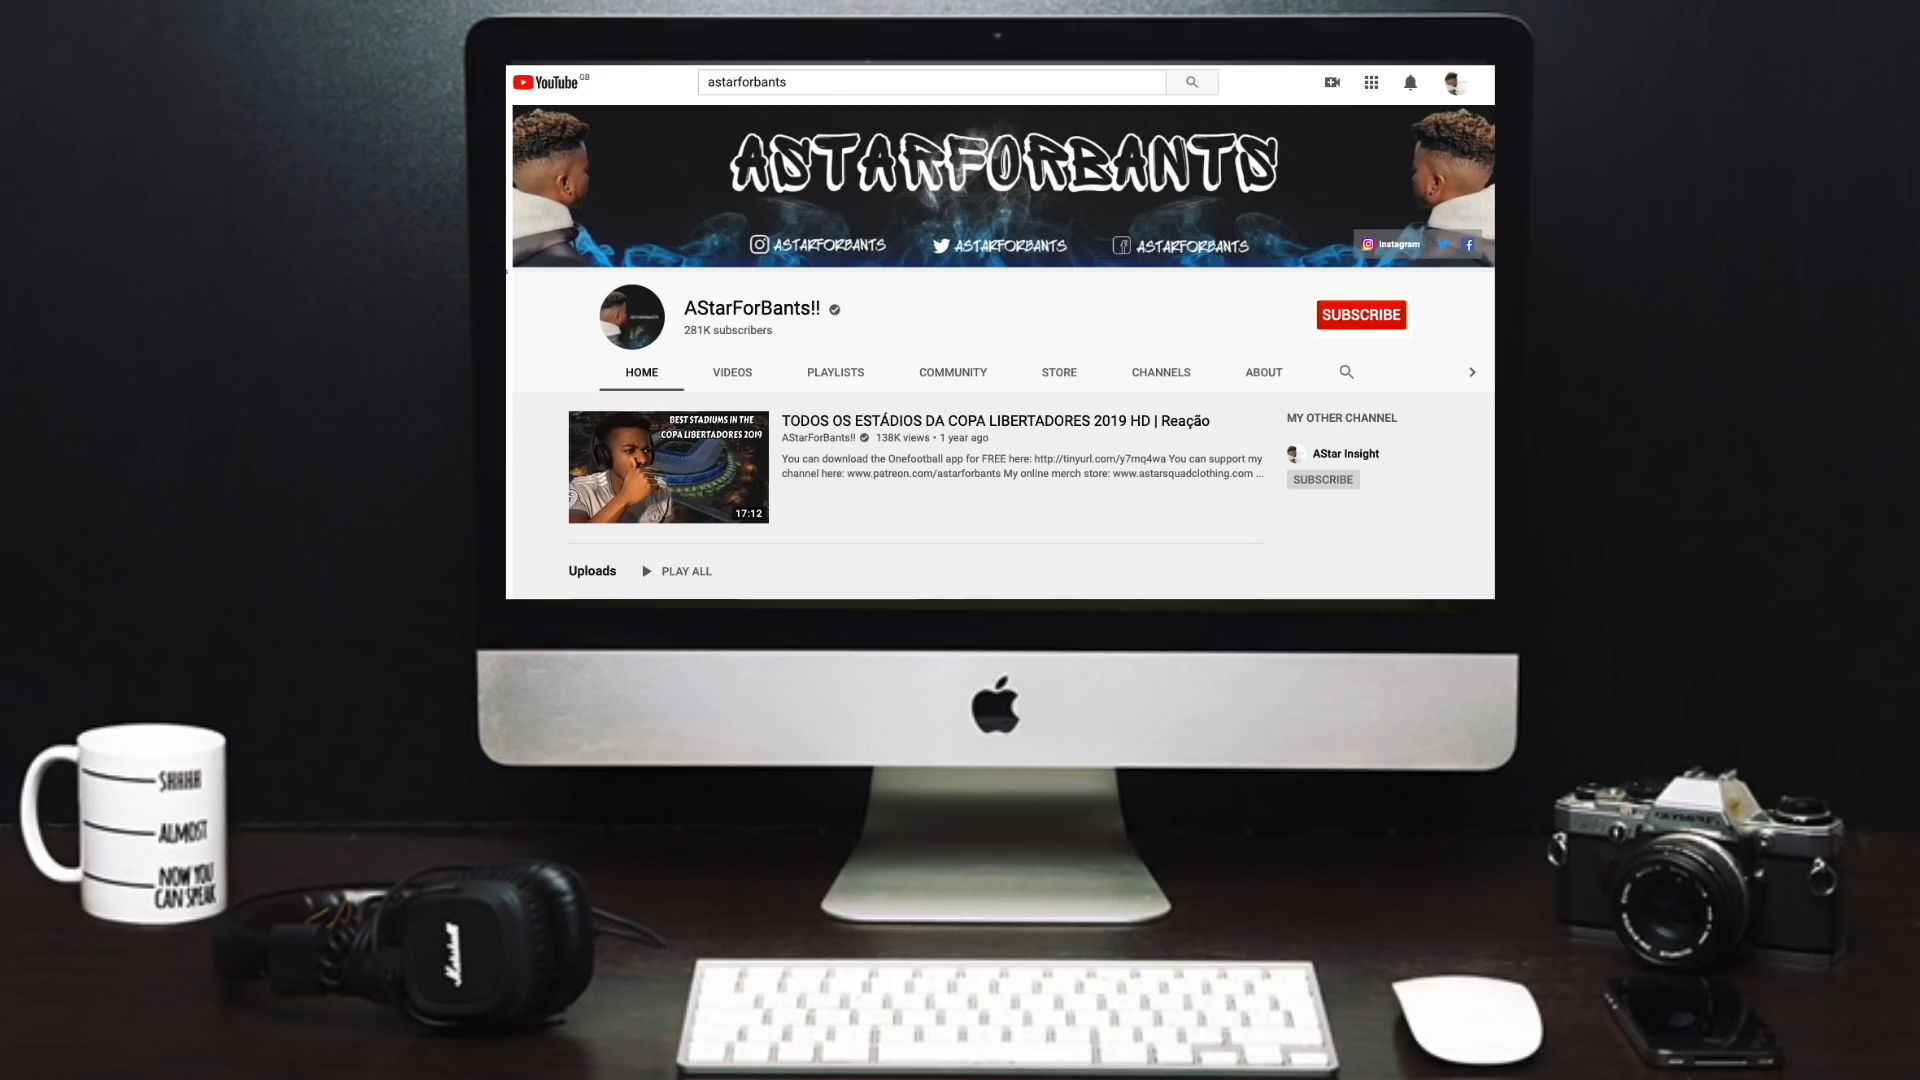 YouTube GB
astarforbants
ASTARFORBANTS
ASTARFORBANTS
ASTARFORBANTS
ASTARFORBANTS
Instagram
AStarForBants!!
281K subscribers
SUBSCRIBE
HOME
VIDEOS
PLAYLISTS
COMMUNITY
STORE
CHANNELS
ABOUT
BEST STADIUMS IN THE
COPA LIBERTADORES 2019
17:12
TODOS OS ESTÁDIOS DA COPA LIBERTADORES 2019 HD | Reação
AStarForBants!! 138K views • 1 year ago
You can download the Onefootball app for FREE here: http://tinyurl.com/y7rnq4wa You can support my
channel here: www.patreon.com/astarforbants My online merch store: www.astarsquadclothing.com ...
MY OTHER CHANNEL
AStar Insight
SUBSCRIBE
Uploads
PLAY ALL
SHHHH
ALMOST
NOW YOU
CAN SPEAK
Marshall
OLYMPUS